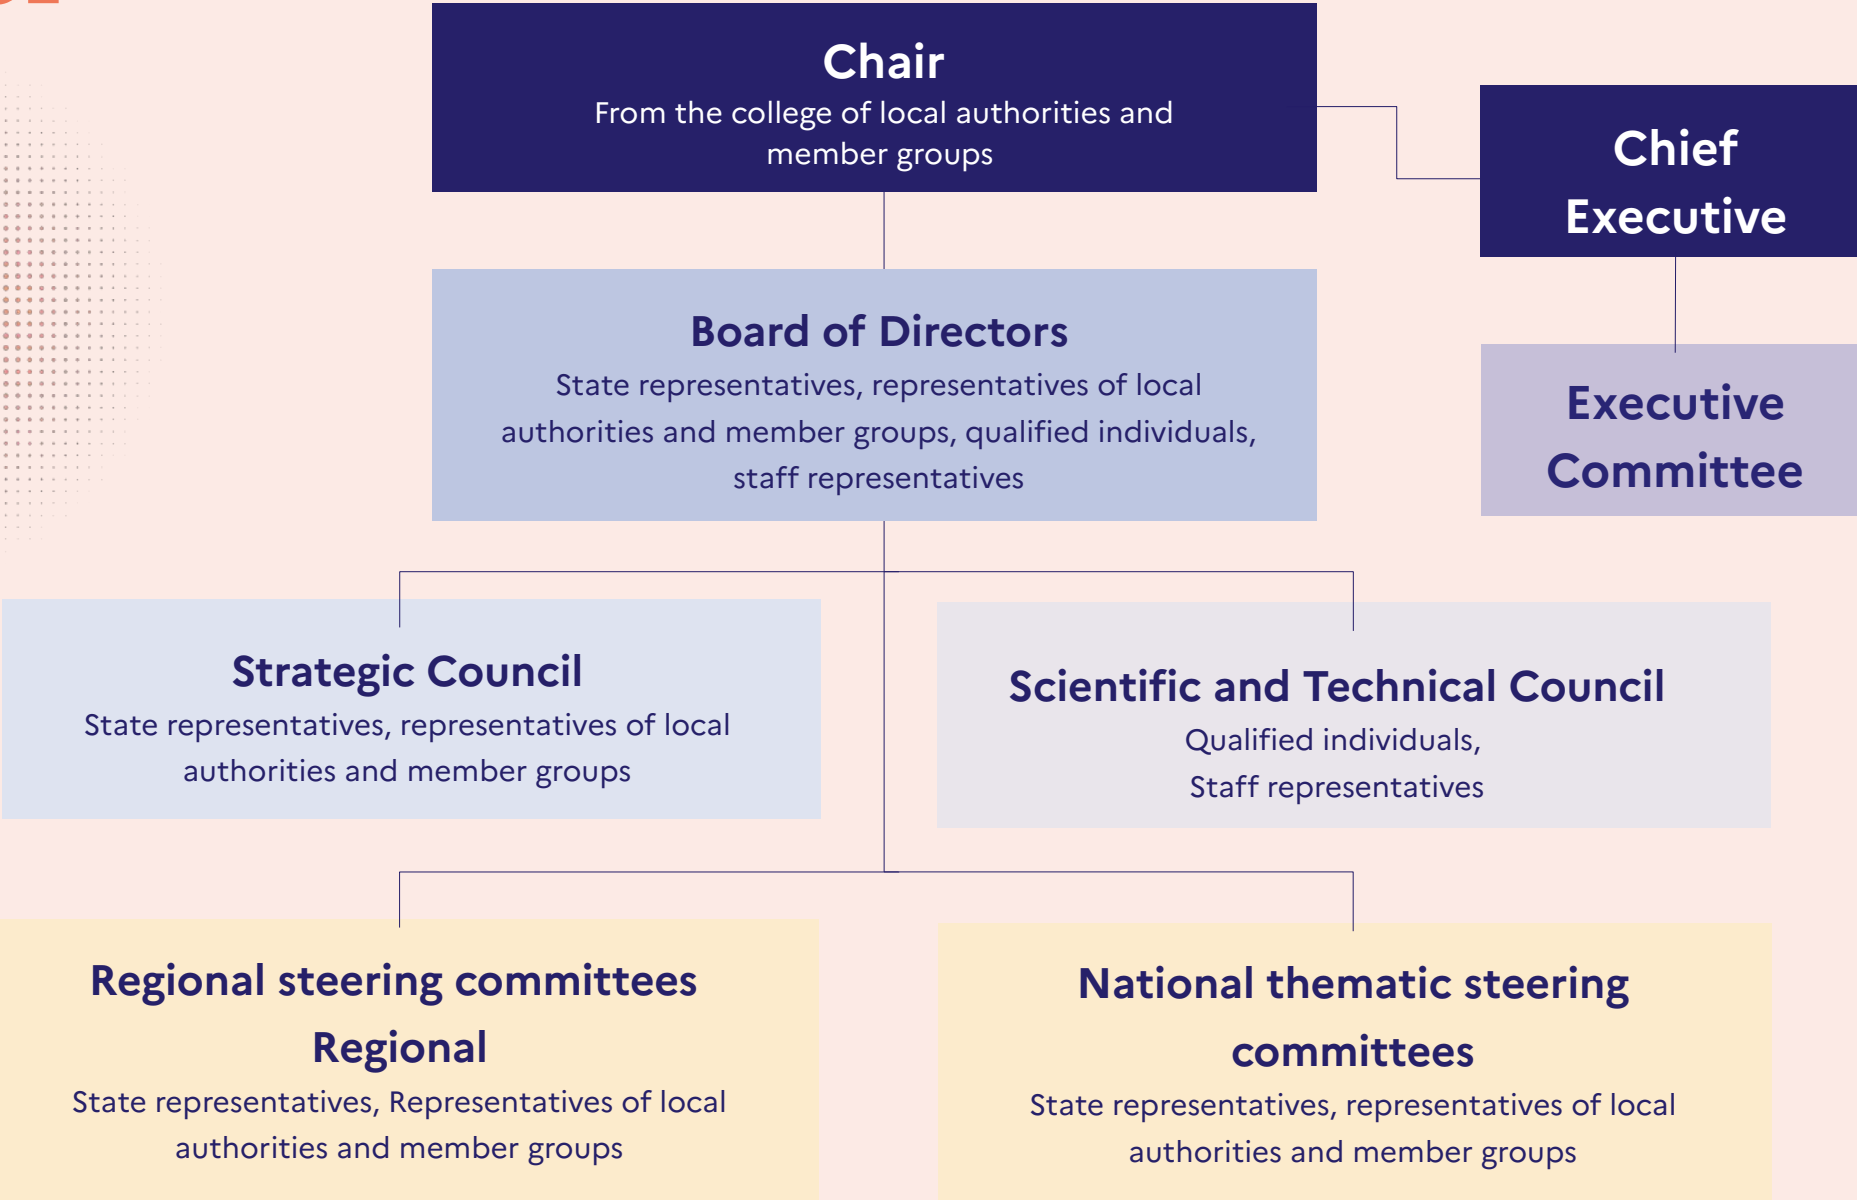 Chair
From the college of local authorities and
member groups
Chief
Executive
Board of Directors
State representatives, representatives of local
authorities and member groups, qualified individuals,
staff representatives
Executive
Committee
Strategic Council
State representatives, representatives of local
authorities and member groups
Scientific and Technical Council
Qualified individuals,
Staff representatives
Regional steering committees
Regional
State representatives, Representatives of local
authorities and member groups
National thematic steering
committees
State representatives, representatives of local
authorities and member groups